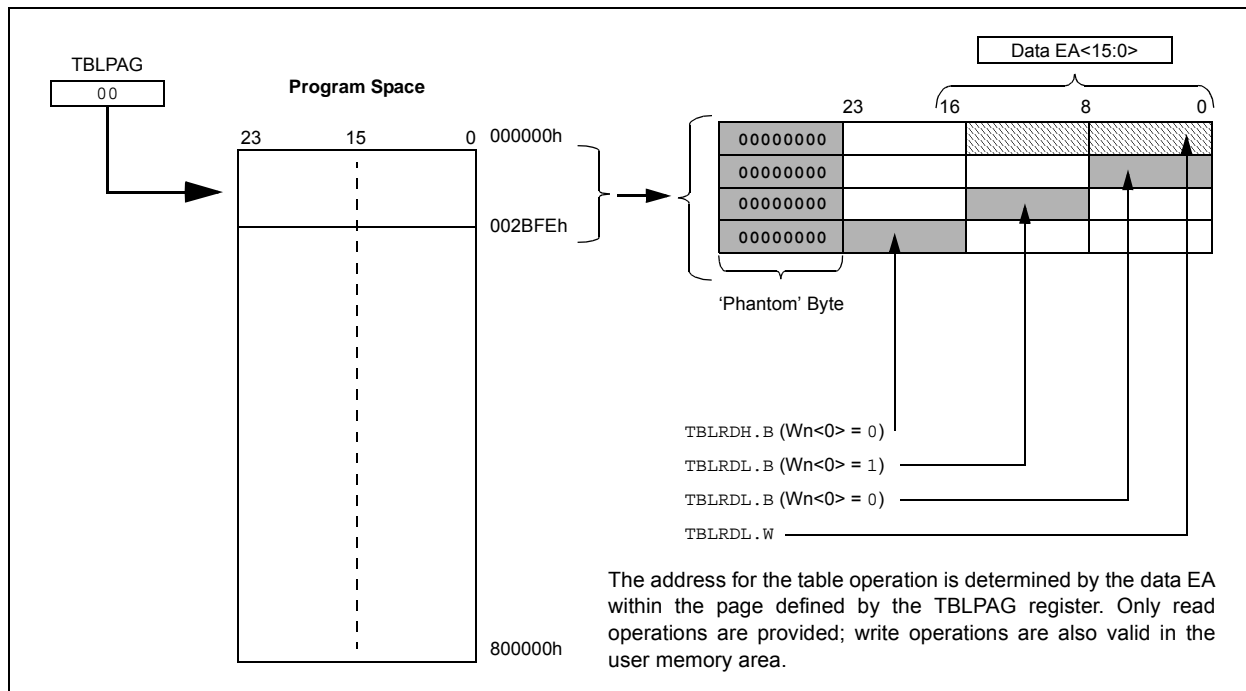 Data EA<15:0>
TBLPAG
00
Program Space
23 15 0
000000h
002BFEh
800000h
23 16 8 0
00000000
00000000
00000000
00000000
‘Phantom’ Byte
TBLRDH.B (Wn<0> = 0)
TBLRDL.B (Wn<0> = 1)
TBLRDL.B (Wn<0> = 0)
TBLRDL.W
The address for the table operation is determined by the data EA
within the page defined by the TBLPAG register. Only read
operations are provided; write operations are also valid in the
user memory area.